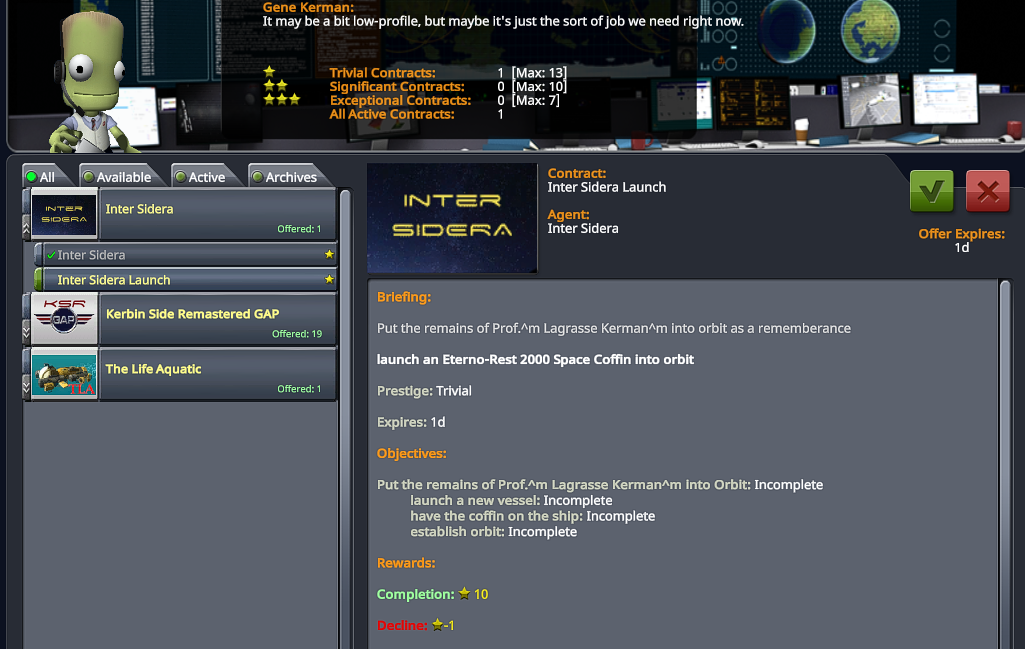 Gene Kerman:
It may be a bit low-profile, but maybe it's just the sort of job we need right now.
Trivial Contracts: 1 [Max: 13]
Significant Contracts: 0 [Max: 10]
Exceptional Contracts: 0 [Max: 7]
All Active Contracts: 1
All Available Active Archives
Inter Sidera
Offered: 1
INTER
SIDERA
Inter Sidera
Inter Sidera Launch
KSR
GAP
Kerbin Side Remastered GAP
Offered: 19
The Life Aquatic
TLA
Offered: 1
INTER
SIDERA
Contract:
Inter Sidera Launch
Agent:
Inter Sidera
Offer Expires:
1d
Briefing:
Put the remains of Prof.^m Lagrasse Kerman^m into orbit as a rememberance
launch an Eterno-Rest 2000 Space Coffin into orbit
Prestige: Trivial
Expires: 1d
Objectives:
Put the remains of Prof.^m Lagrasse Kerman^m into Orbit: Incomplete
launch a new vessel: Incomplete
have the coffin on the ship: Incomplete
establish orbit: Incomplete
Rewards:
Completion: 10
Decline: -1